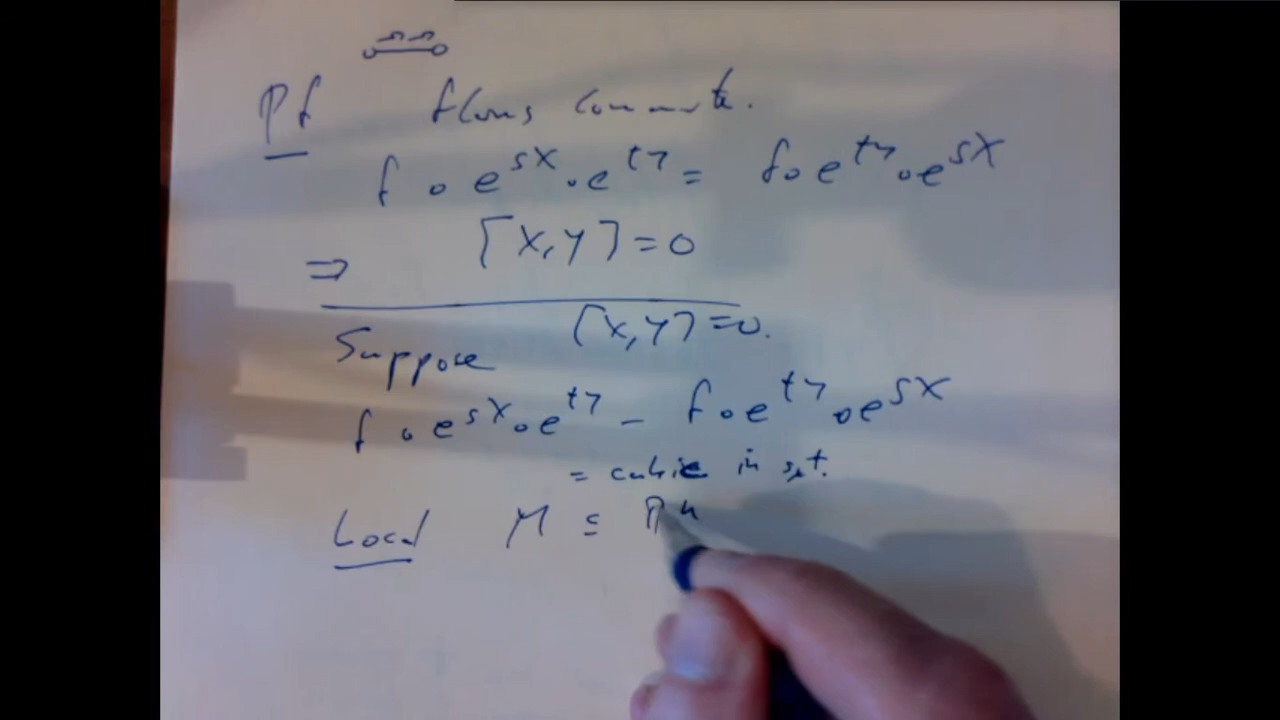 Pf flows commute.
f ∘ e^{sX} ∘ e^{tY} = f ∘ e^{tY} ∘ e^{sX}
⇒ [X, Y] = 0
Suppose [X, Y] = 0.
f ∘ e^{sX} ∘ e^{tY} − f ∘ e^{tY} ∘ e^{sX}
= cubic in s, t.
Local M ⊆ ℝⁿ